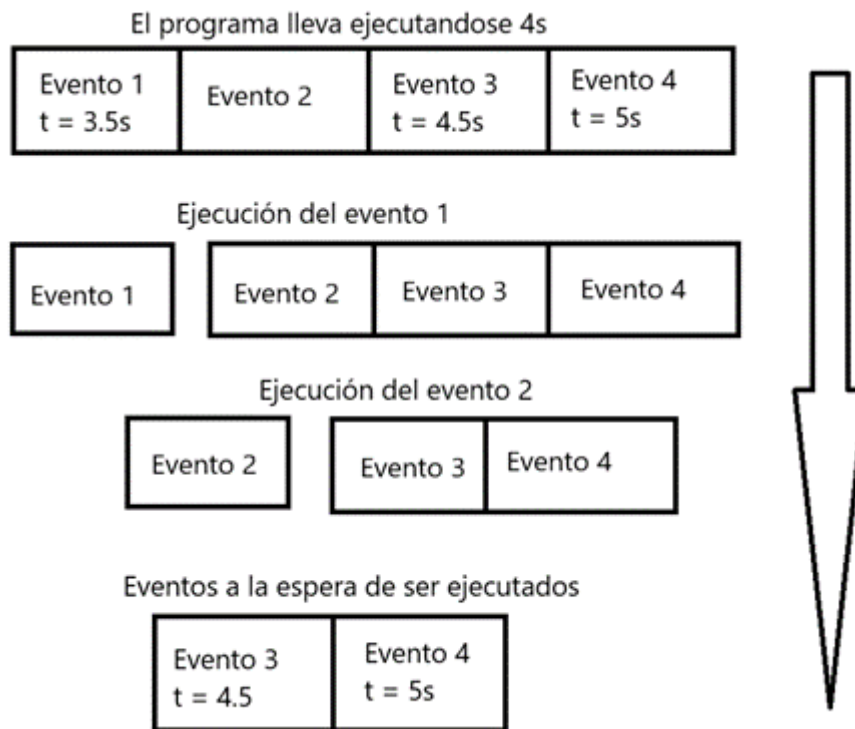 El programa lleva ejecutandose 4s
Evento 1
t = 3.5s
Evento 2
Evento 3
t = 4.5s
Evento 4
t = 5s
Ejecución del evento 1
Evento 1
Evento 2
Evento 3
Evento 4
Ejecución del evento 2
Evento 2
Evento 3
Evento 4
Eventos a la espera de ser ejecutados
Evento 3
t = 4.5
Evento 4
t = 5s